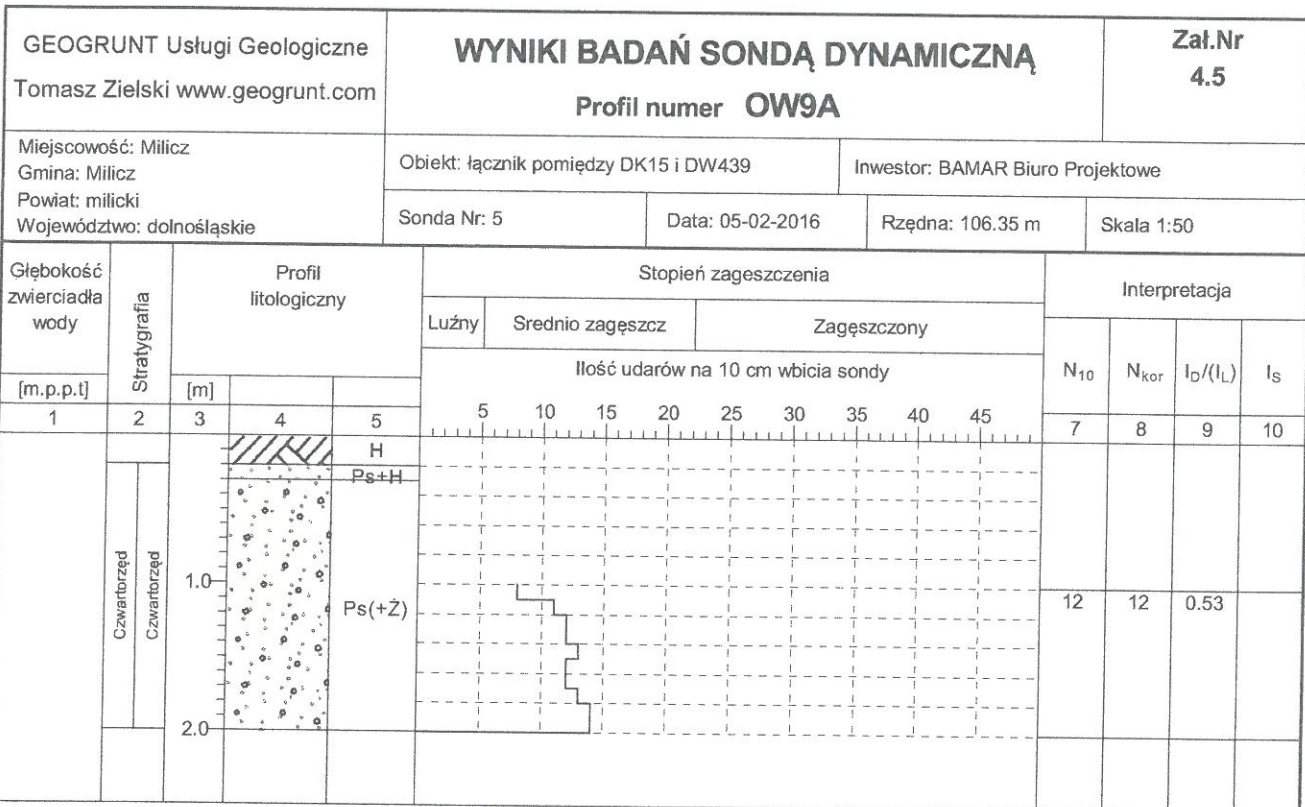 GEOGRUNT Usługi Geologiczne
Tomasz Zielski www.geogrunt.com
WYNIKI BADAŃ SONDĄ DYNAMICZNĄ
Profil numer OW9A
Zał.Nr
4.5
Miejscowość: Milicz
Gmina: Milicz
Powiat: milicki
Województwo: dolnośląskie
Obiekt: łącznik pomiędzy DK15 i DW439
Inwestor: BAMAR Biuro Projektowe
Sonda Nr: 5
Data: 05-02-2016
Rzędna: 106.35 m
Skala 1:50
Głębokość
zwierciadła
wody
[m.p.p.t]
Stratygrafia
Profil
litologiczny
[m]
Stopień zageszczenia
Luźny
Srednio zagęszcz
Zagęszczony
Ilość udarów na 10 cm wbicia sondy
5 10 15 20 25 30 35 40 45
Interpretacja
N10
Nkor
ID/(IL)
IS
1 2 3 4 5
7 8 9 10
H
Ps+H
Czwartorzęd
Czwartorzęd
1.0
Ps(+Ż)
12 12 0.53
2.0